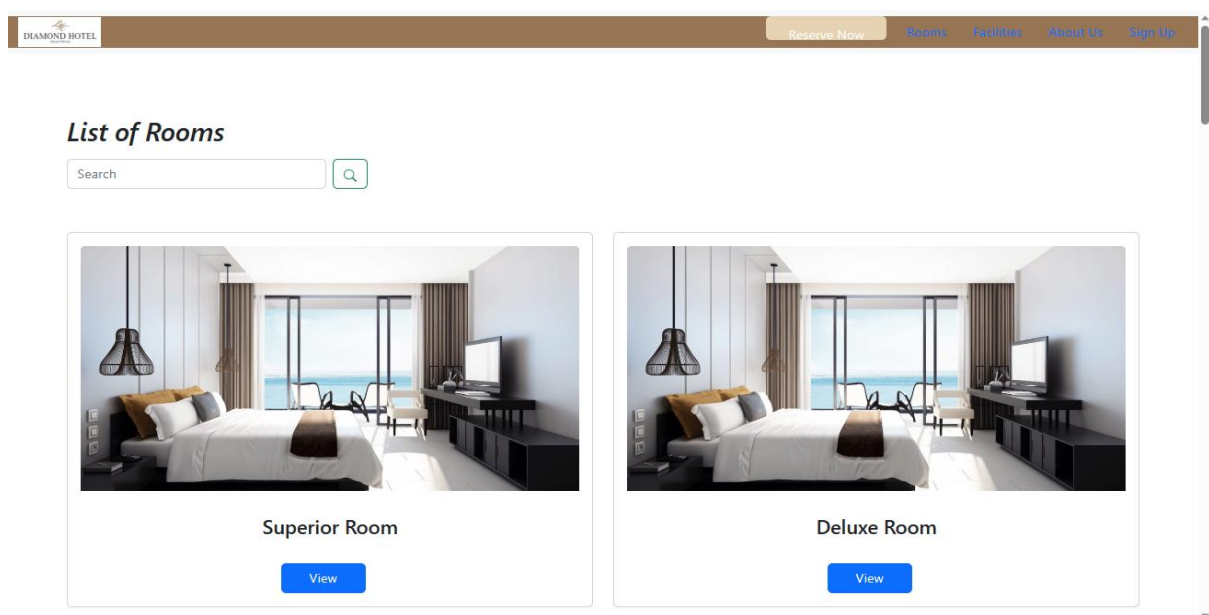 DIAMOND HOTEL
Reserve Now Rooms Facilities About Us Sign Up
List of Rooms
Search
Superior Room Deluxe Room
View View